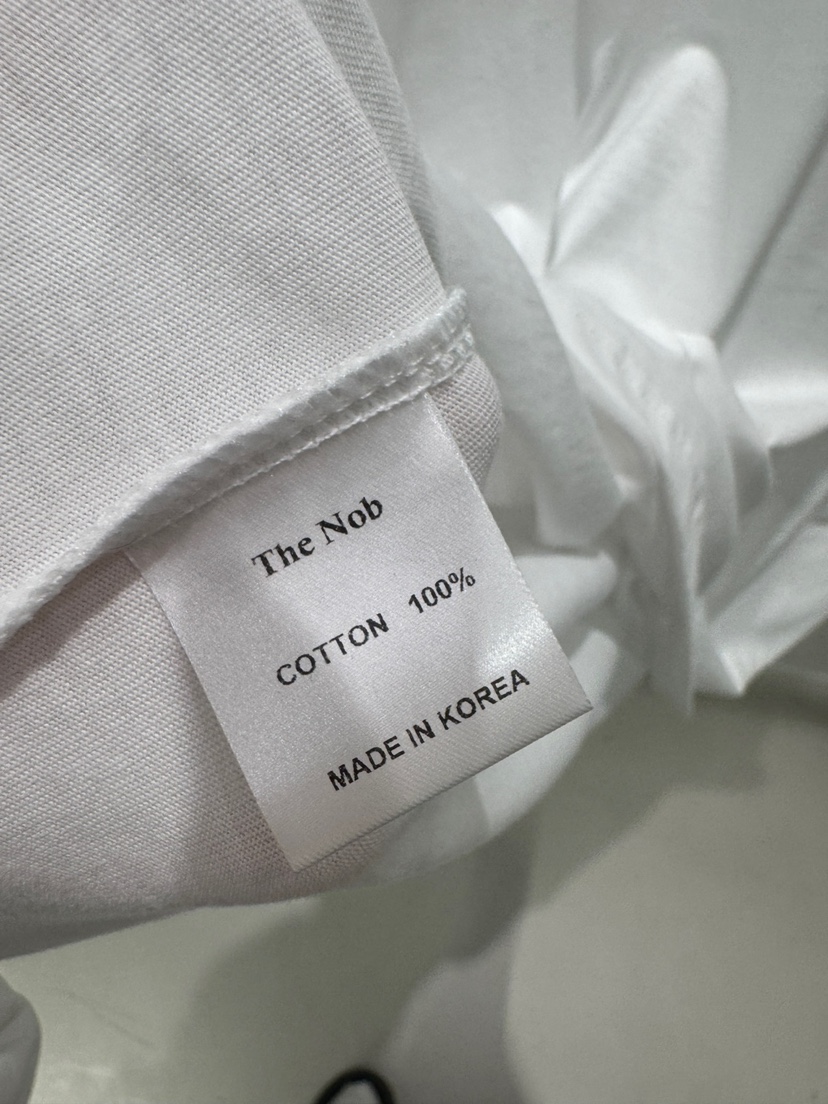 The Nob
COTTON 100%
MADE IN KOREA